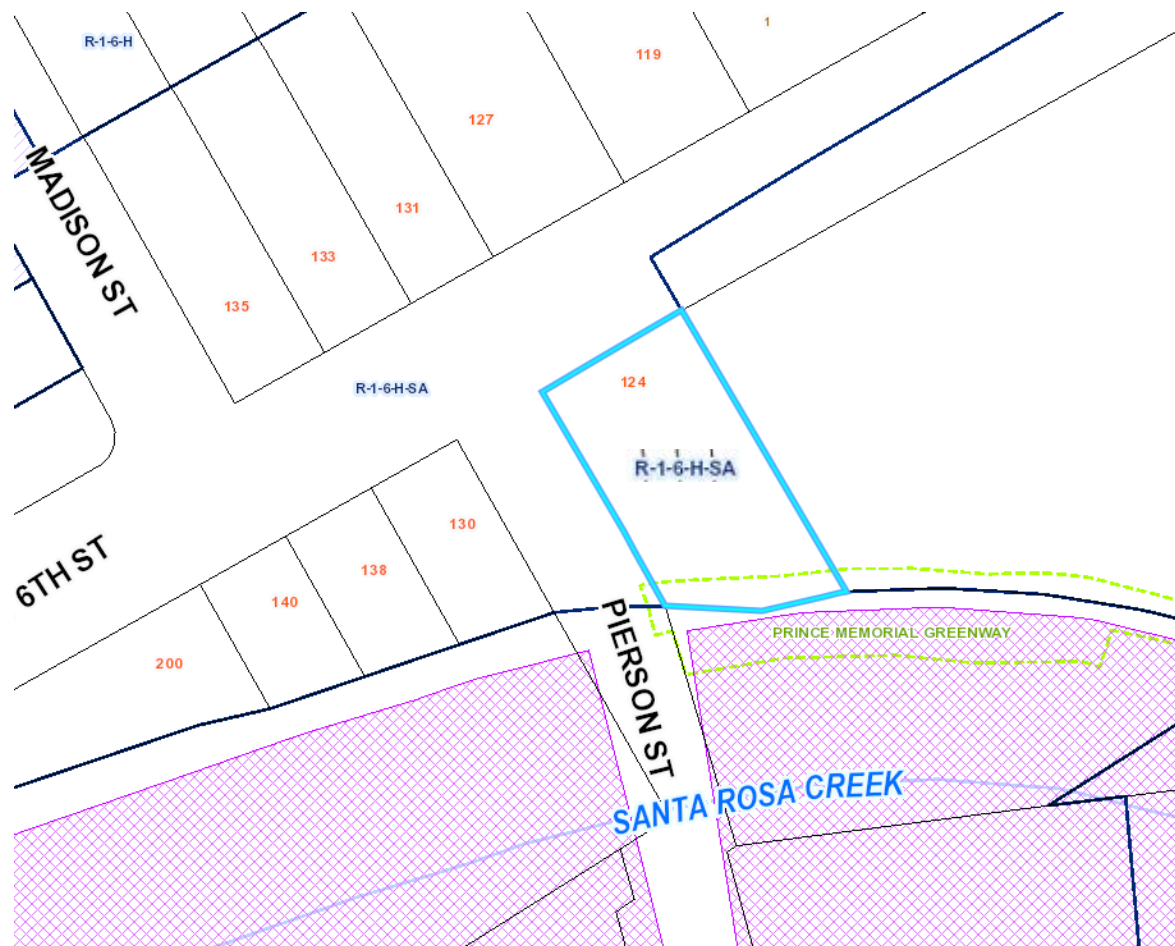 1
R-1-6-H
119
127
MADISON ST
131
133
135
124
R-1-6-H-SA
R-1-6-H-SA
130
6TH ST
138
140
PIERSON ST
PRINCE MEMORIAL GREENWAY
200
SANTA ROSA CREEK